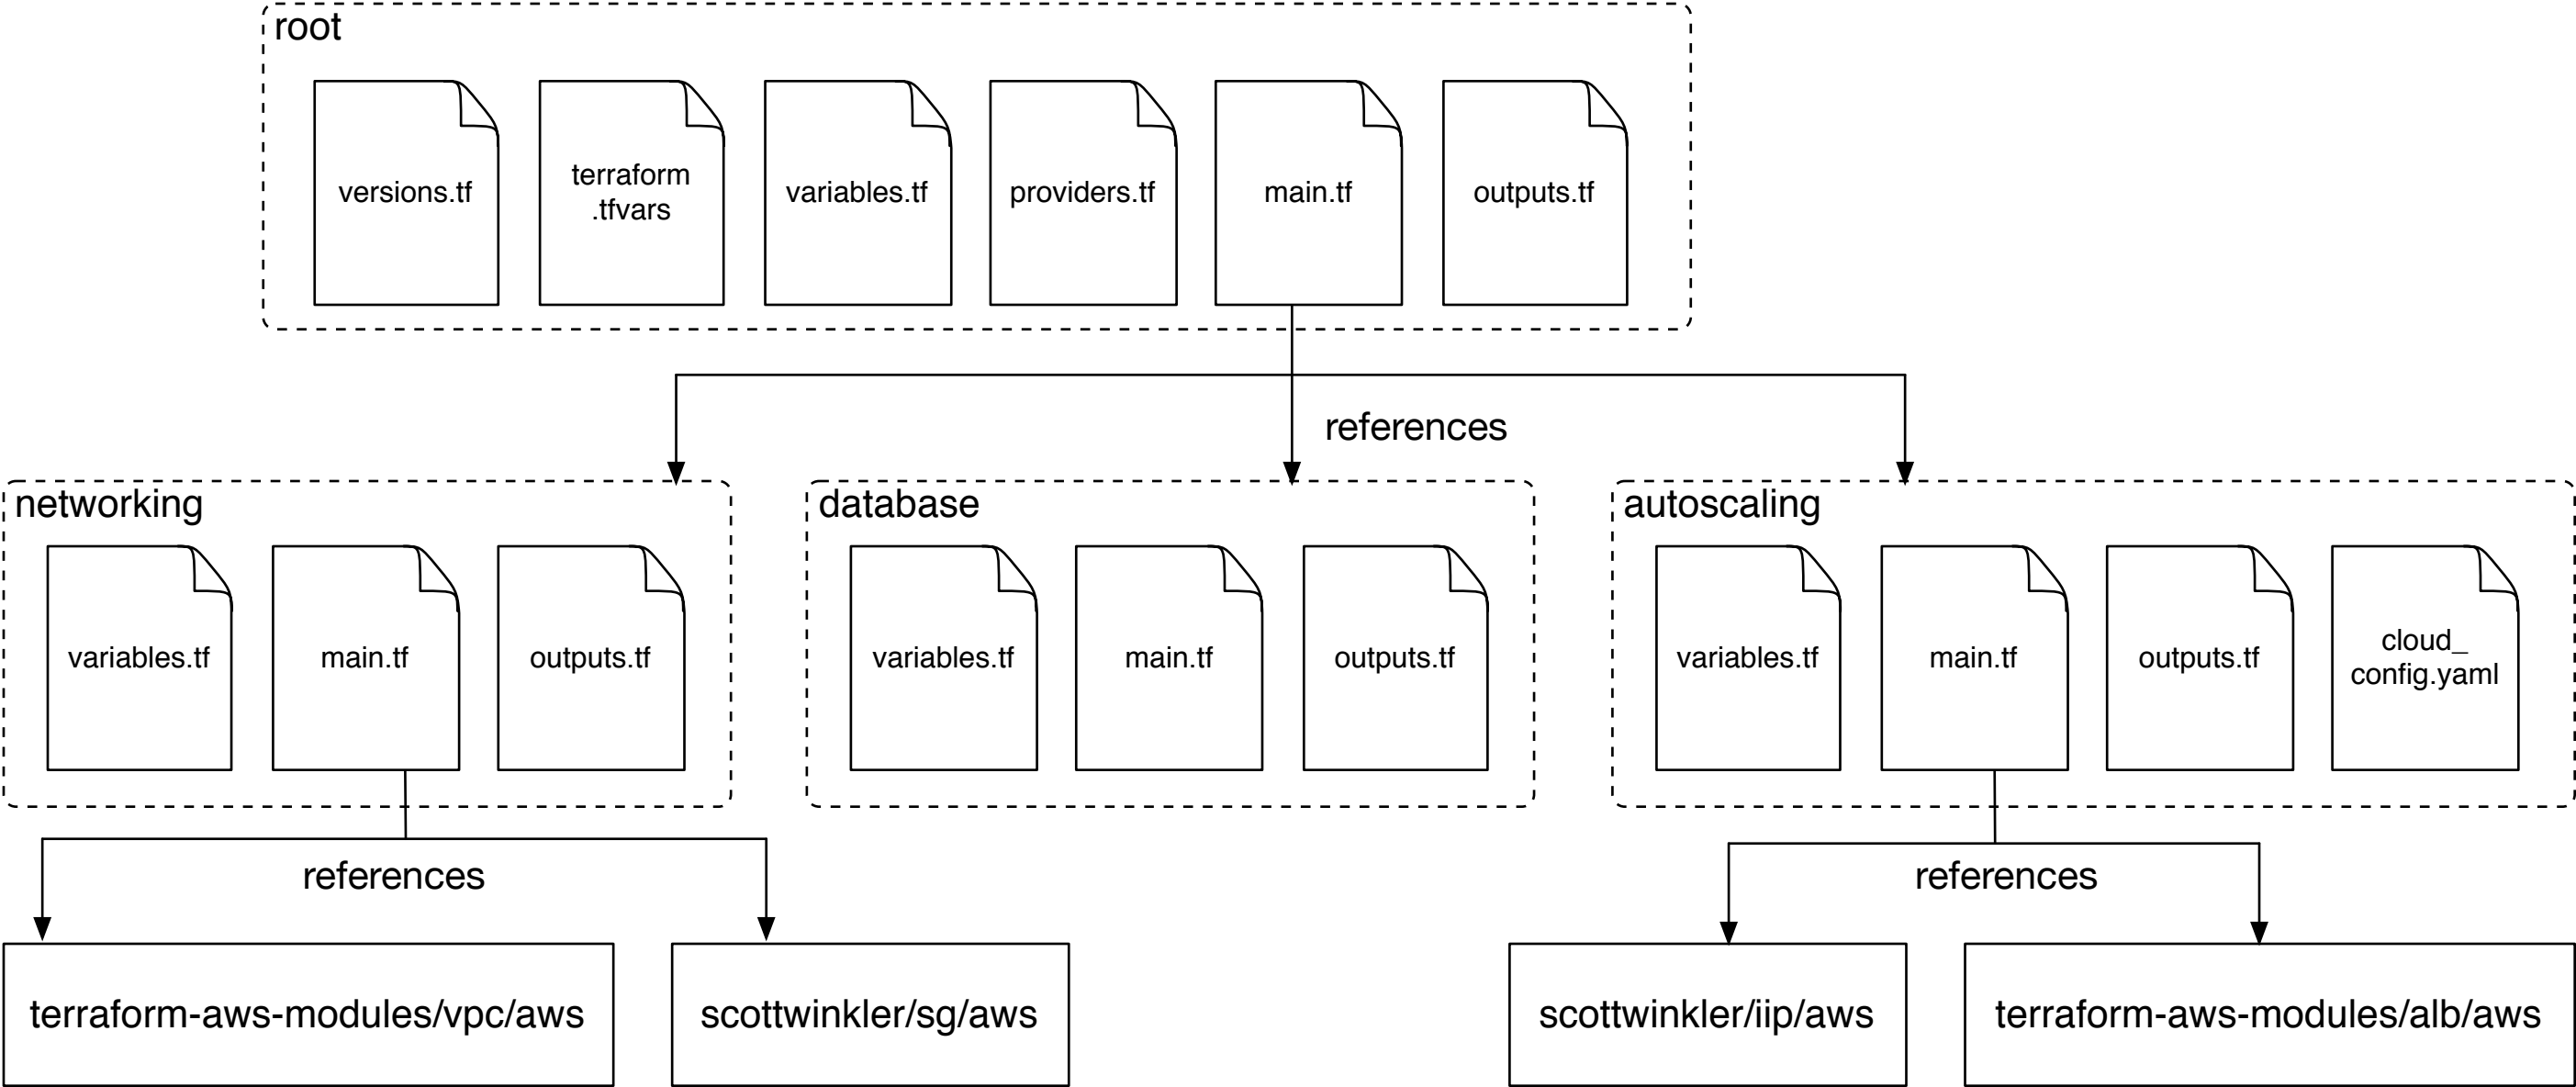 root
versions.tf
terraform
.tfvars
variables.tf
providers.tf
main.tf
outputs.tf
references
networking
variables.tf
main.tf
outputs.tf
database
variables.tf
main.tf
outputs.tf
autoscaling
variables.tf
main.tf
outputs.tf
cloud_
config.yaml
references
terraform-aws-modules/vpc/aws
scottwinkler/sg/aws
references
scottwinkler/iip/aws
terraform-aws-modules/alb/aws